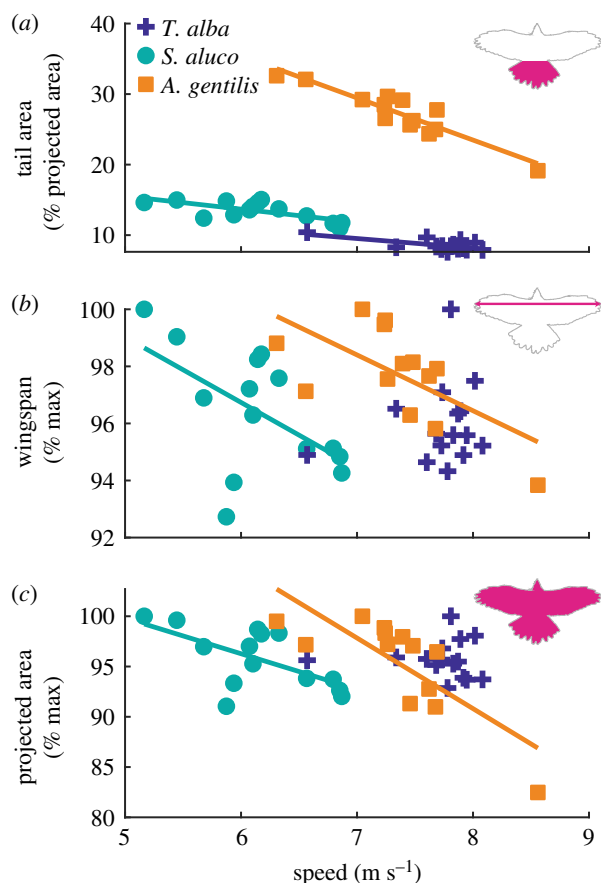 (a)
T. alba
S. aluco
A. gentilis
40
30
20
10
tail area
(% projected area)
(b)
100
98
96
94
92
wingspan
(% max)
(c)
100
95
90
85
80
projected area
(% max)
5 6 7 8 9
speed (m s⁻¹)